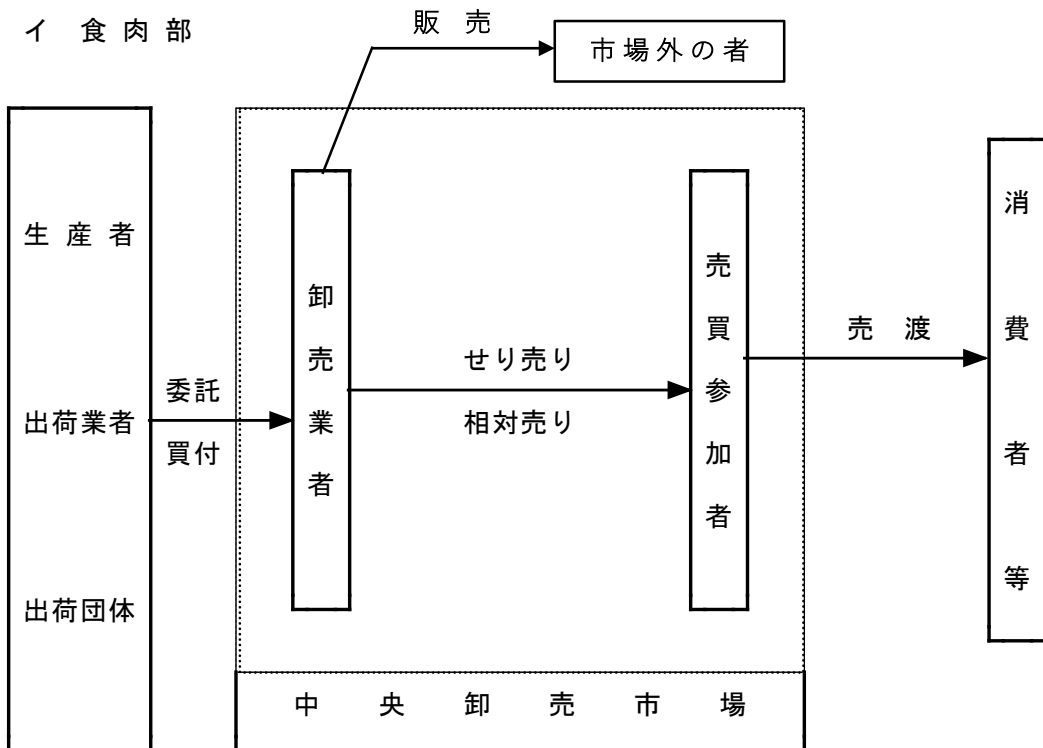 イ 食肉部
販売
市場外の者
生産者
出荷業者
出荷団体
委託
買付
卸売業者
せり売り
相対売り
売買参加者
売渡
消費者等
中央卸売市場